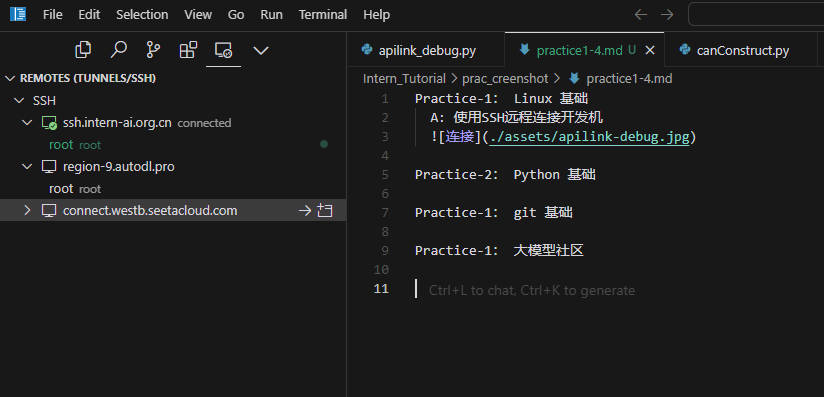 File Edit Selection View Go Run Terminal Help
REMOTES (TUNNELS/SSH)
SSH
ssh.intern-ai.org.cn connected
root root
region-9.autodl.pro
root root
connect.westb.seetacloud.com
apilink_debug.py practice1-4.md U canConstruct.py
Intern_Tutorial > prac_creenshot > practice1-4.md
1 Practice-1： Linux 基础
2 A: 使用SSH远程连接开发机
3 ![连接](./assets/apilink-debug.jpg)
4
5 Practice-2： Python 基础
6
7 Practice-1： git 基础
8
9 Practice-1： 大模型社区
10
11 Ctrl+L to chat, Ctrl+K to generate